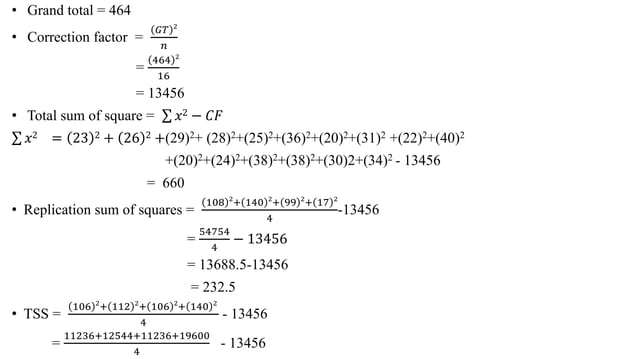 • Grand total = 464
• Correction factor = (GT)²/n
= (464)²/16
= 13456
• Total sum of square = ∑x² − CF
∑x² = (23)² + (26)² +(29)²+ (28)²+(25)²+(36)²+(20)²+(31)² +(22)²+(40)²
+(20)²+(24)²+(38)²+(38)²+(30)2+(34)² - 13456
= 660
• Replication sum of squares = (108)²+(140)²+(99)²+(17)²/4 -13456
= 54754/4 − 13456
= 13688.5-13456
= 232.5
• TSS = (106)²+(112)²+(106)²+(140)²/4 - 13456
= 11236+12544+11236+19600/4 - 13456